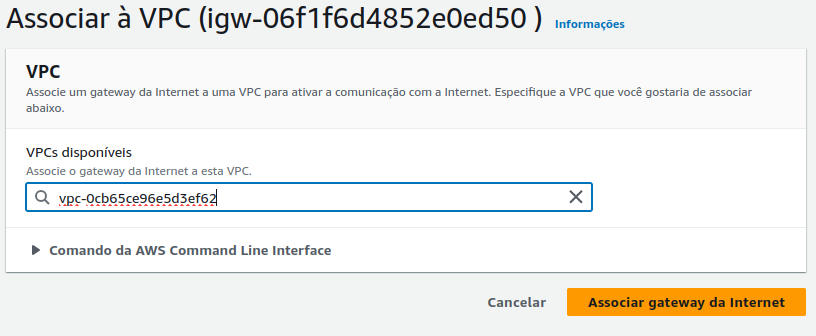 Associar à VPC (igw-06f1f6d4852e0ed50 ) Informações
VPC
Associe um gateway da Internet a uma VPC para ativar a comunicação com a Internet. Especifique a VPC que você gostaria de associar
abaixo.
VPCs disponíveis
Associe o gateway da Internet a esta VPC.
vpc-0cb65ce96e5d3ef62
Comando da AWS Command Line Interface
Cancelar Associar gateway da Internet